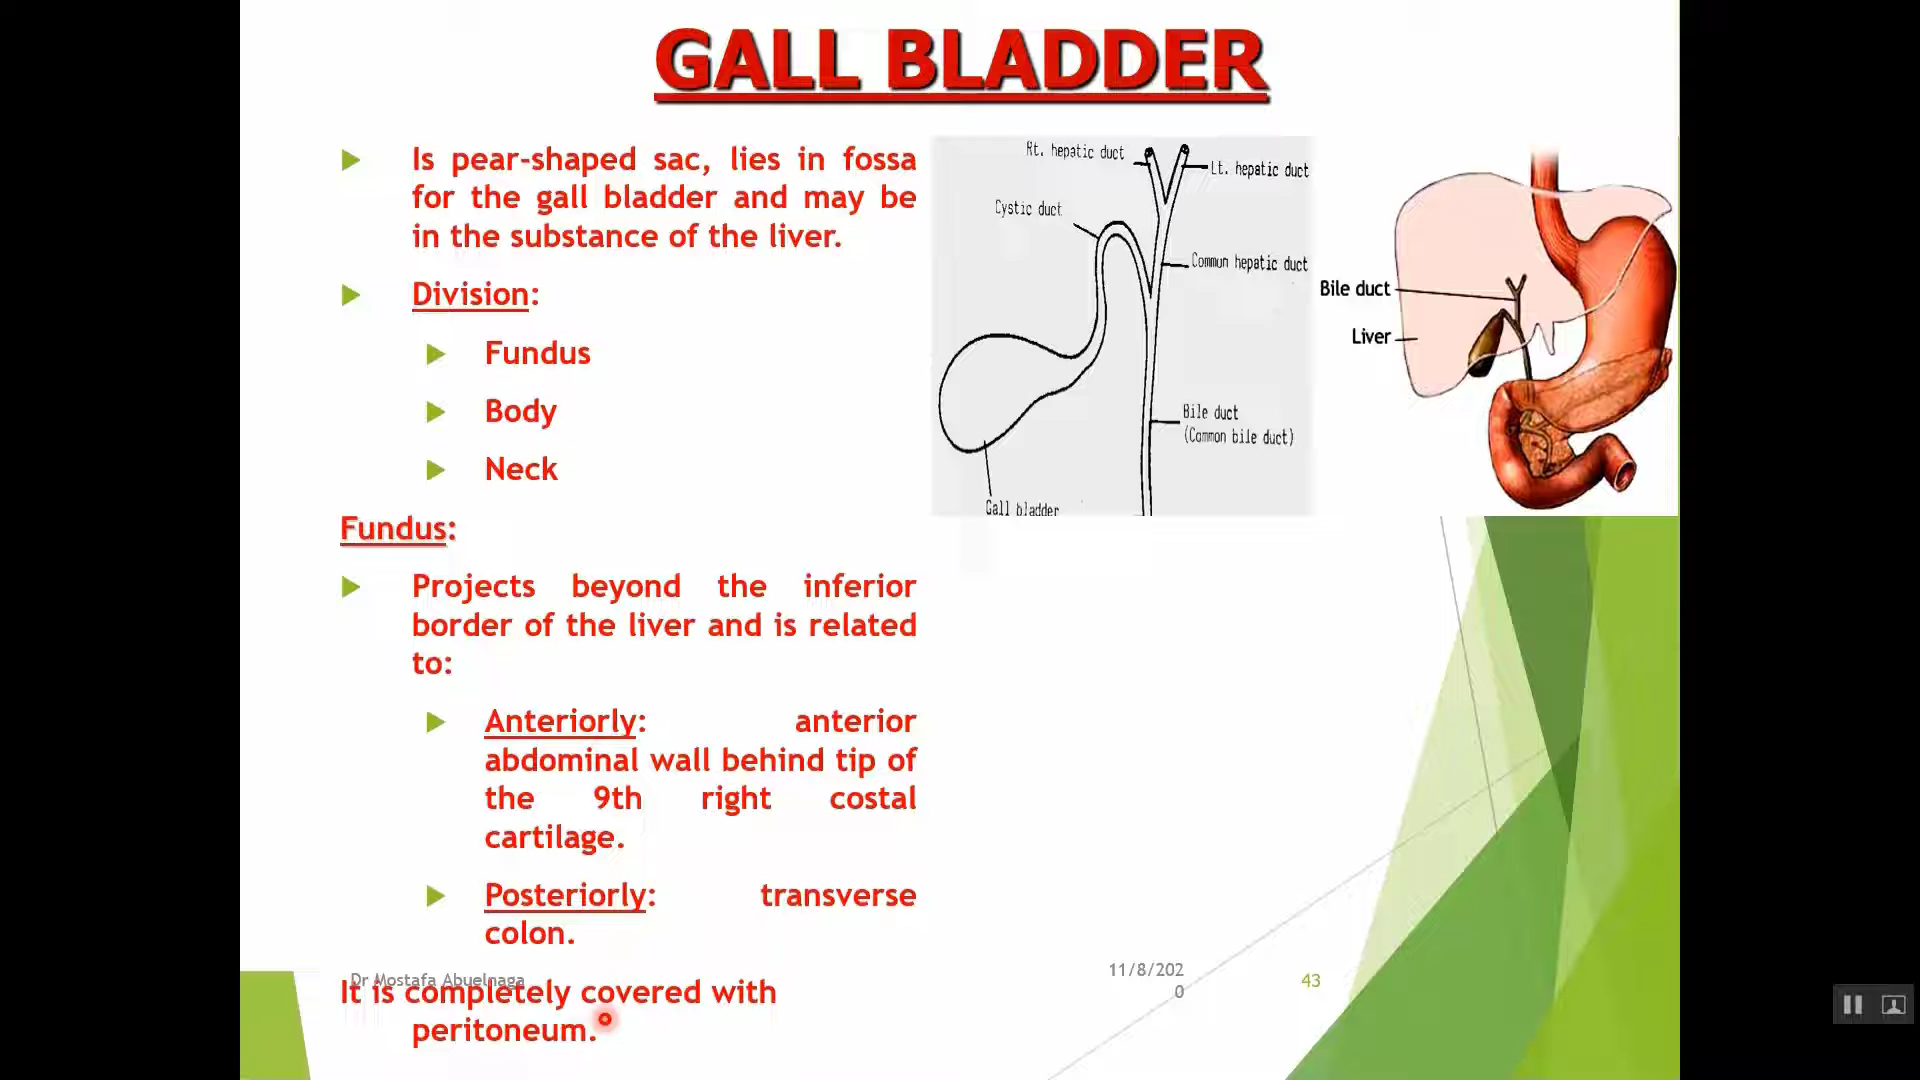 GALL BLADDER
Is pear-shaped sac, lies in fossa
for the gall bladder and may be
in the substance of the liver.
Division:
Fundus
Body
Neck
Fundus:
Projects beyond the inferior
border of the liver and is related
to:
Anteriorly: anterior
abdominal wall behind tip of
the 9th right costal
cartilage.
Posteriorly: transverse
colon.
It is completely covered with
peritoneum.
Rt. hepatic duct
Lt. hepatic duct
Cystic duct
Commun hepatic duct
Bile duct
(Common bile duct)
Gall bladder
Bile duct
Liver
Dr Mostafa Abuelnaga
11/8/202
0
43